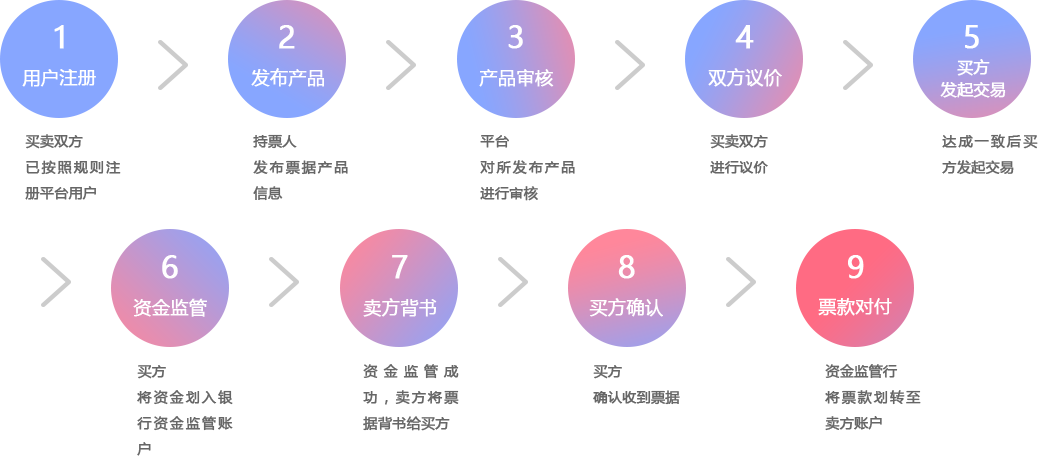 1
用户注册
买卖双方
已按照规则注
册平台用户
2
发布产品
持票人
发布票据产品
信息
3
产品审核
平台
对所发布产品
进行审核
4
双方议价
买卖双方
进行议价
5
买方
发起交易
达成一致后买
方发起交易
6
资金监管
买方
将资金划入银
行资金监管账
户
7
卖方背书
资金监管成
功，卖方将票
据背书给买方
8
买方确认
买方
确认收到票据
9
票款对付
资金监管行
将票款划转至
卖方账户